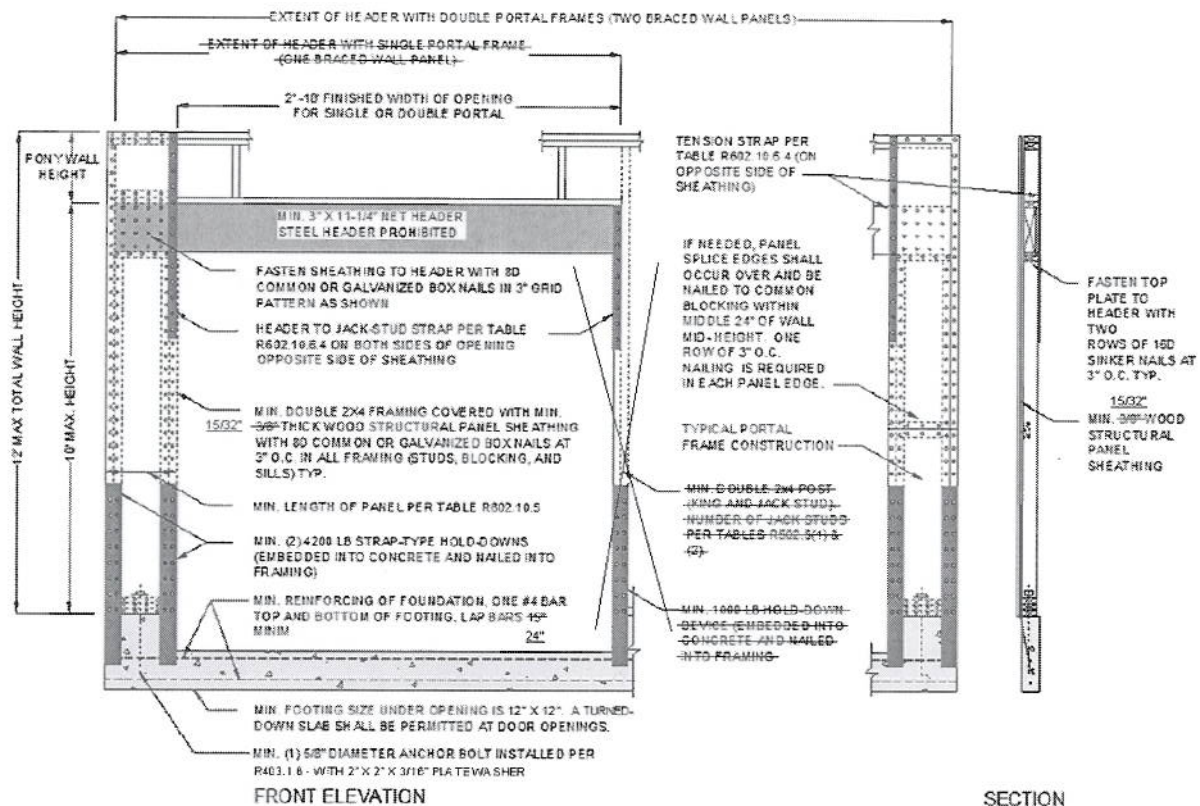 EXTENT OF HEADER WITH DOUBLE PORTAL FRAMES (TWO BRACED WALL PANELS)
EXTENT OF HEADER WITH SINGLE PORTAL FRAME
(ONE BRACED WALL PANEL)
2'-18' FINISHED WIDTH OF OPENING
FOR SINGLE OR DOUBLE PORTAL
PONY WALL
HEIGHT
12' MAX TOTAL WALL HEIGHT
10' MAX. HEIGHT
MIN. 3" X 11-1/4" NET HEADER
STEEL HEADER PROHIBITED
FASTEN SHEATHING TO HEADER WITH 8D
COMMON OR GALVANIZED BOX NAILS IN 3" GRID
PATTERN AS SHOWN
HEADER TO JACK-STUD STRAP PER TABLE
R602.10.6.4 ON BOTH SIDES OF OPENING
OPPOSITE SIDE OF SHEATHING
MIN. DOUBLE 2X4 FRAMING COVERED WITH MIN.
15/32" 3/8" THICK WOOD STRUCTURAL PANEL SHEATHING
WITH 8D COMMON OR GALVANIZED BOX NAILS AT
3" O.C. IN ALL FRAMING (STUDS, BLOCKING, AND
SILLS) TYP.
MIN. LENGTH OF PANEL PER TABLE R602.10.5
MIN. (2) 4200 LB STRAP-TYPE HOLD-DOWNS
(EMBEDDED INTO CONCRETE AND NAILED INTO
FRAMING)
MIN. REINFORCING OF FOUNDATION, ONE #4 BAR
TOP AND BOTTOM OF FOOTING. LAP BARS 15"
MINIM
24"
MIN. FOOTING SIZE UNDER OPENING IS 12" X 12". A TURNED-
DOWN SLAB SHALL BE PERMITTED AT DOOR OPENINGS.
MIN. (1) 5/8" DIAMETER ANCHOR BOLT INSTALLED PER
R403.1.6 - WITH 2" X 2" X 3/16" PLATEWASHER
FRONT ELEVATION
TENSION STRAP PER
TABLE R602.10.6.4 (ON
OPPOSITE SIDE OF
SHEATHING)
IF NEEDED, PANEL
SPLICE EDGES SHALL
OCCUR OVER AND BE
NAILED TO COMMON
BLOCKING WITHIN
MIDDLE 24" OF WALL
MID-HEIGHT. ONE
ROW OF 3" O.C.
NAILING IS REQUIRED
IN EACH PANEL EDGE.
TYPICAL PORTAL
FRAME CONSTRUCTION
MIN. DOUBLE 2x4 POST
(KING AND JACK STUD).
NUMBER OF JACK STUDS
PER TABLES R502.5(1) &
(2).
MIN. 1000 LB HOLD-DOWN
DEVICE (EMBEDDED INTO
CONCRETE AND NAILED
INTO FRAMING
FASTEN TOP
PLATE TO
HEADER WITH
TWO
ROWS OF 16D
SINKER NAILS AT
3" O.C. TYP.
15/32"
MIN. 3/8" WOOD
STRUCTURAL
PANEL
SHEATHING
SECTION